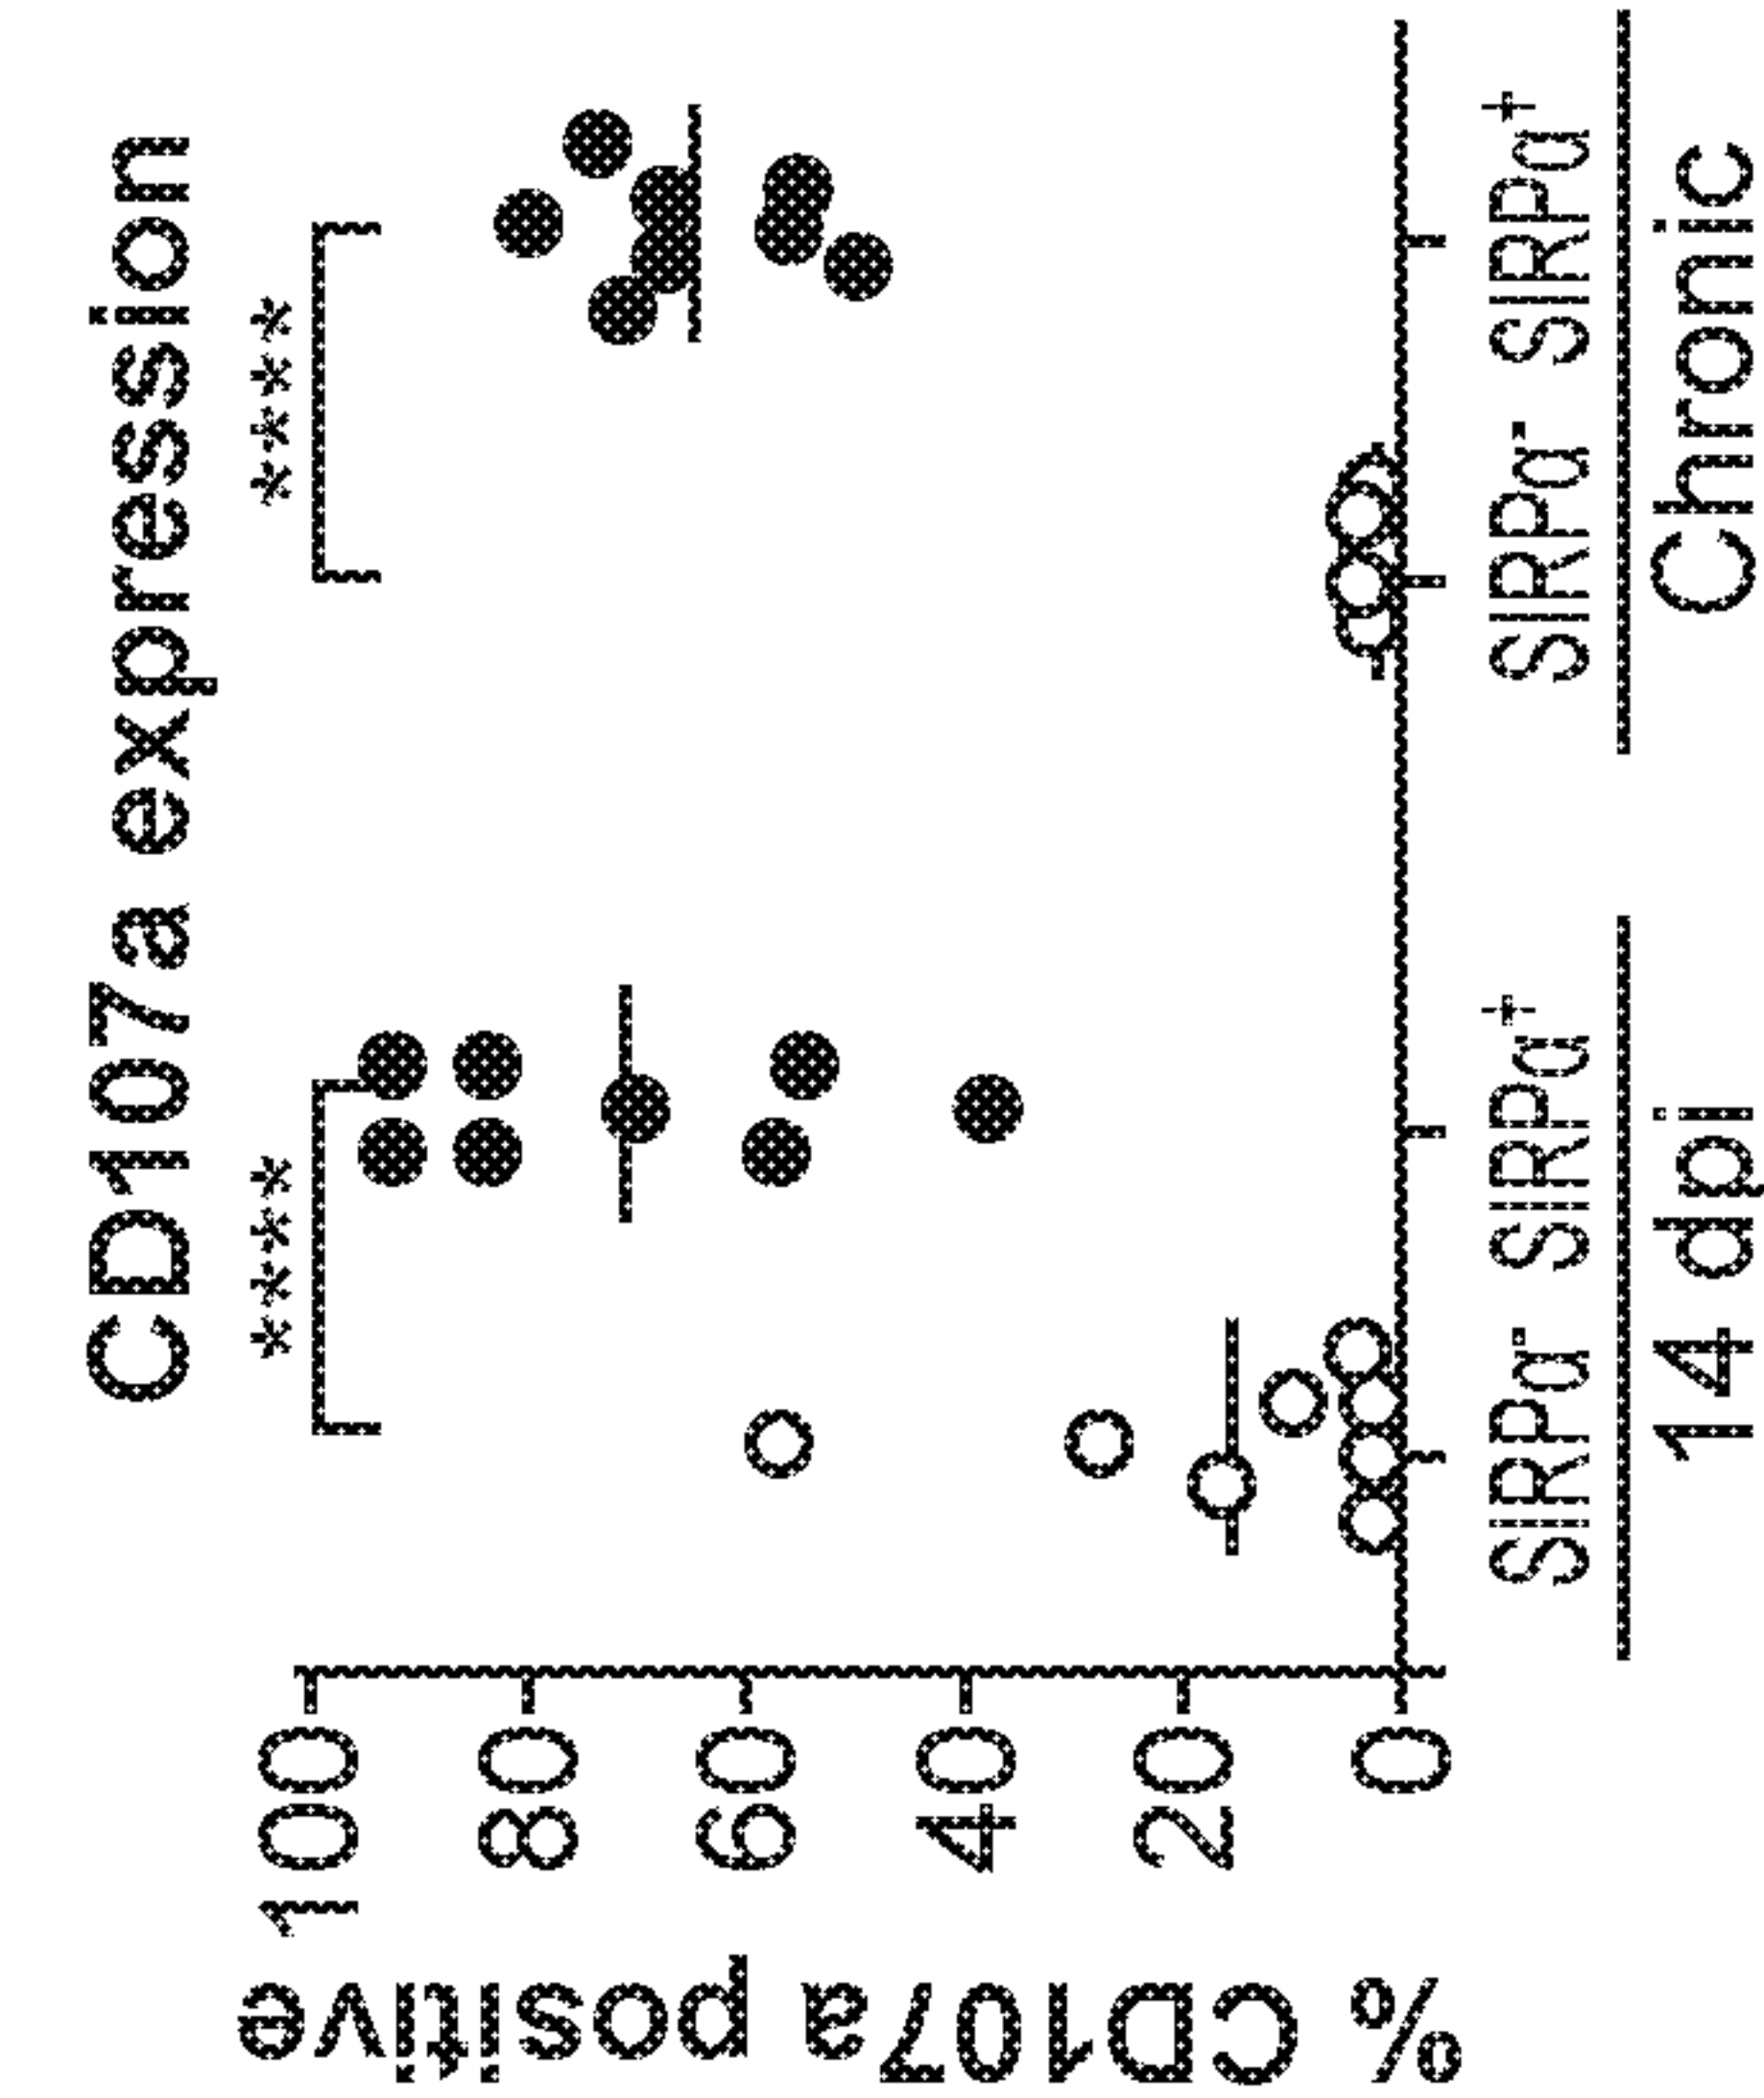 CD107a expression
**** ****
% CD107a positive
100
80
60
40
20
0
SIRPα⁻ SIRPα⁺ SIRPα⁻ SIRPα⁺
14 dpi Chronic